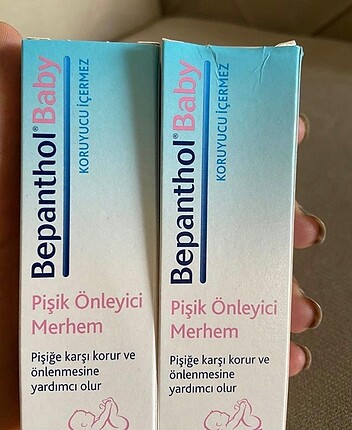 Bepanthol® Baby
KORUYUCU İÇERMEZ
Pişik Önleyici
Merhem
Pişiğe karşı korur ve
önlenmesine
yardımcı olur
Bepanthol® Baby
KORUYUCU İÇERMEZ
Pişik Önleyici
Merhem
Pişiğe karşı korur ve
önlenmesine
yardımcı olur